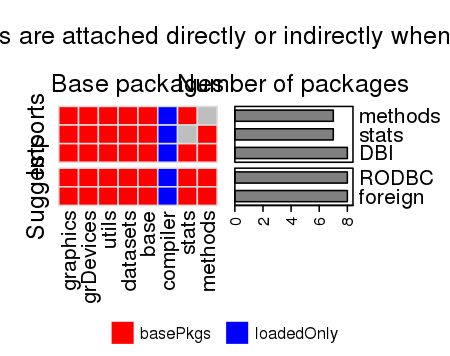 s are attached directly or indirectly when
Base packages
Number of packages
Imports
Suggests
methods
stats
DBI
RODBC
foreign
graphics
grDevices
utils
datasets
base
compiler
stats
methods
0
2
4
6
8
basePkgs
loadedOnly